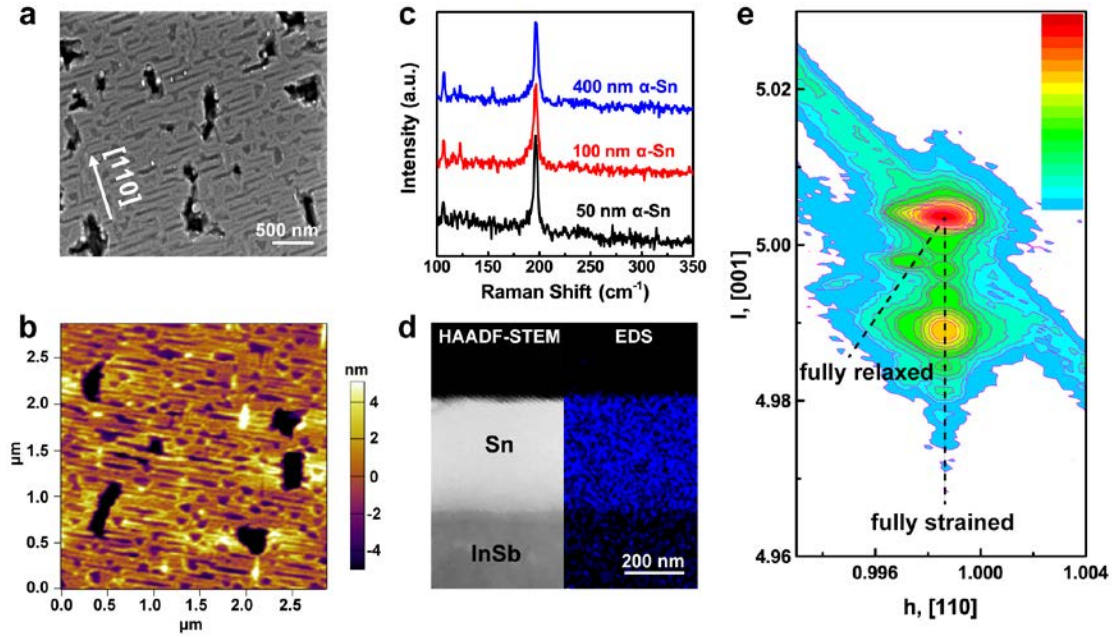 a
[110]
500 nm
b
nm
4
2
0
-2
-4
2.5
2.0
1.5
1.0
0.5
0.0
μm
0.0 0.5 1.0 1.5 2.0 2.5
μm
c
Intensity (a.u.)
400 nm α-Sn
100 nm α-Sn
50 nm α-Sn
100 150 200 250 300 350
Raman Shift (cm⁻¹)
d
HAADF-STEM EDS
Sn
InSb
200 nm
e
l, [001]
5.02
5.00
4.98
4.96
fully relaxed
fully strained
0.996 1.000 1.004
h, [110]